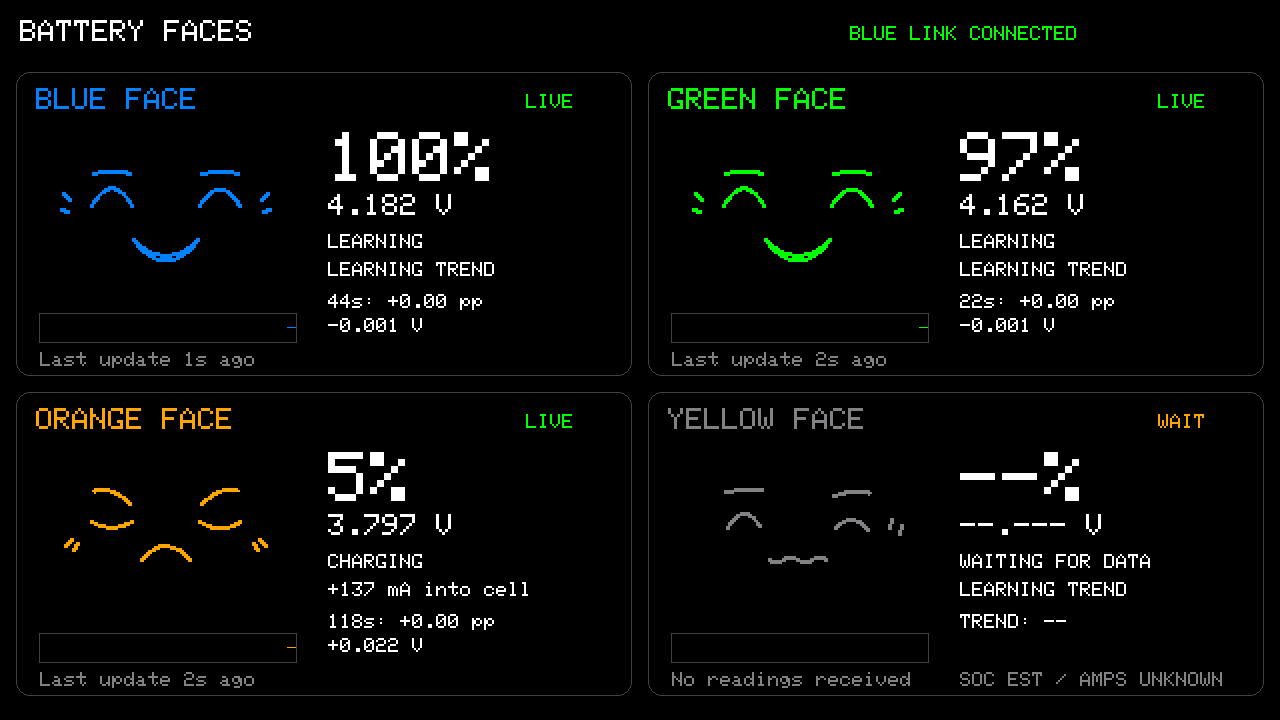 BATTERY FACES
BLUE LINK CONNECTED
BLUE FACE
LIVE
100%
4.182 V
LEARNING
LEARNING TREND
44s: +0.00 pp
-0.001 V
Last update 1s ago
GREEN FACE
LIVE
97%
4.162 V
LEARNING
LEARNING TREND
22s: +0.00 pp
-0.001 V
Last update 2s ago
ORANGE FACE
LIVE
5%
3.797 V
CHARGING
+137 mA into cell
118s: +0.00 pp
+0.022 V
Last update 2s ago
YELLOW FACE
WAIT
--%
--.--- V
WAITING FOR DATA
LEARNING TREND
TREND: --
No readings received
SOC EST / AMPS UNKNOWN